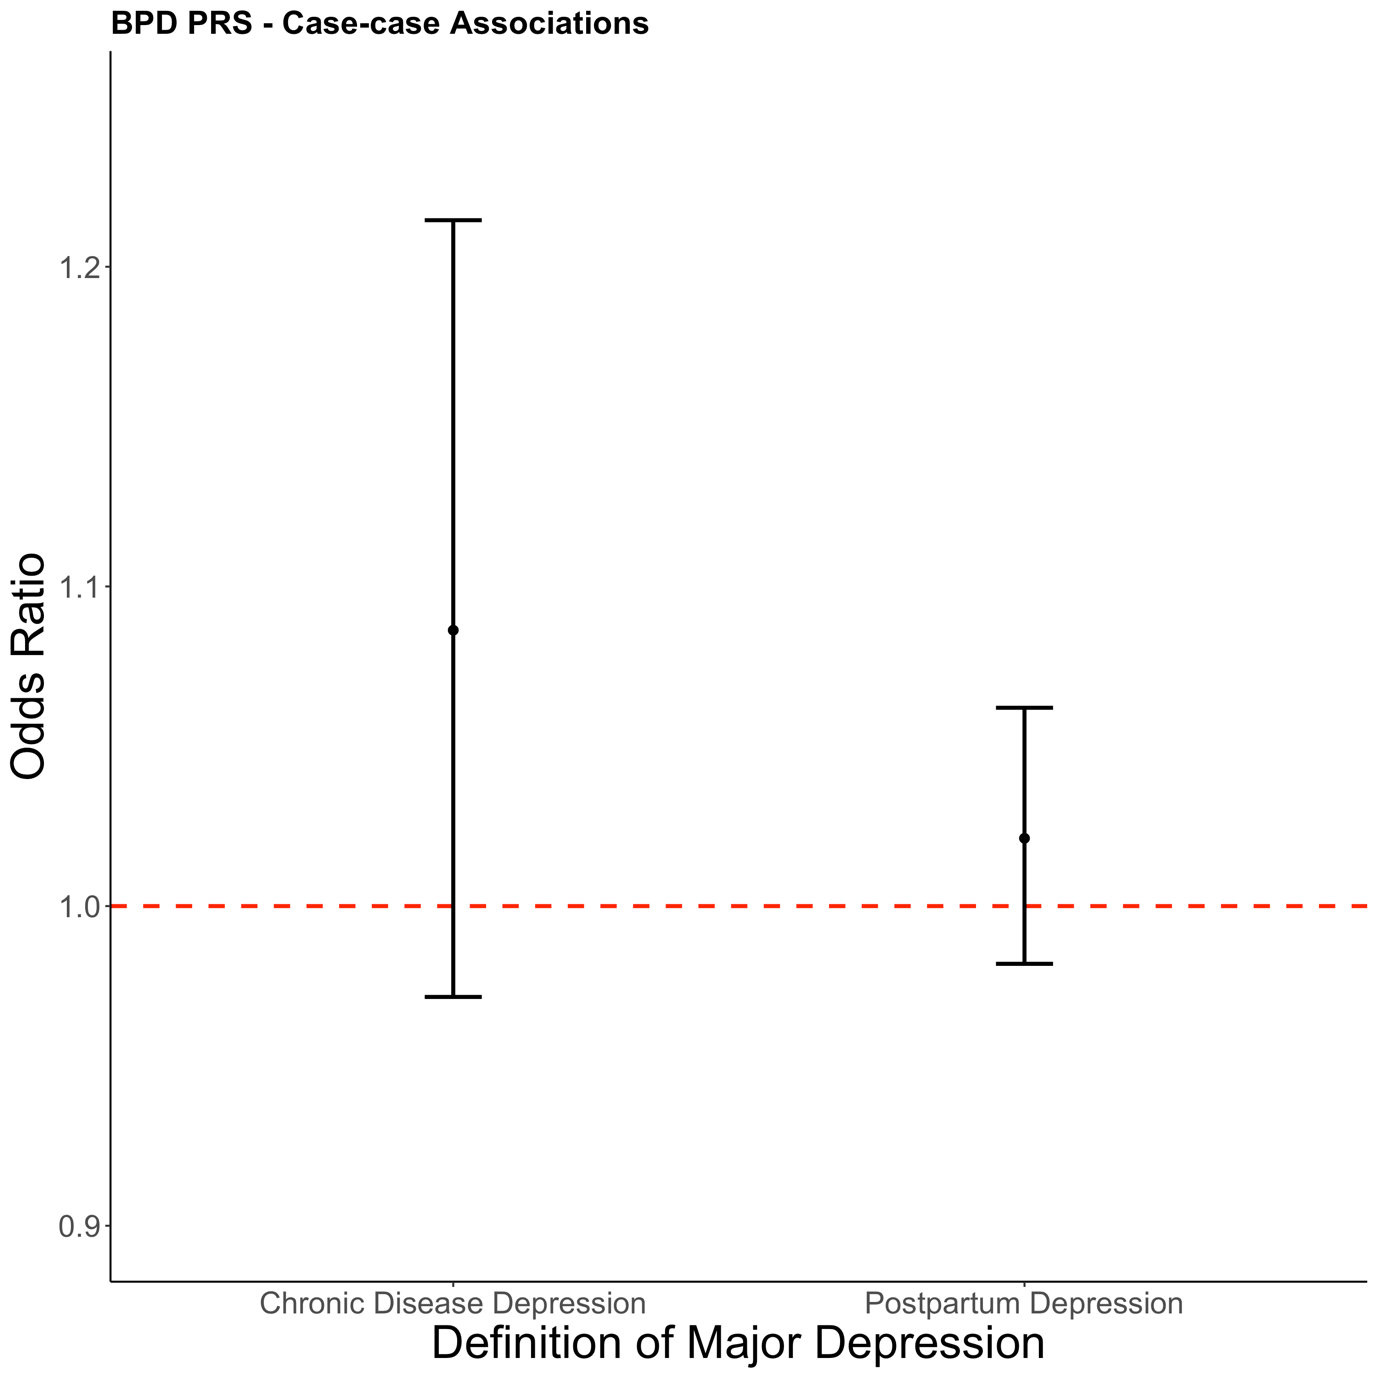 BPD PRS - Case-case Associations
Odds Ratio
1.2
1.1
1.0
0.9
Chronic Disease Depression
Postpartum Depression
Definition of Major Depression